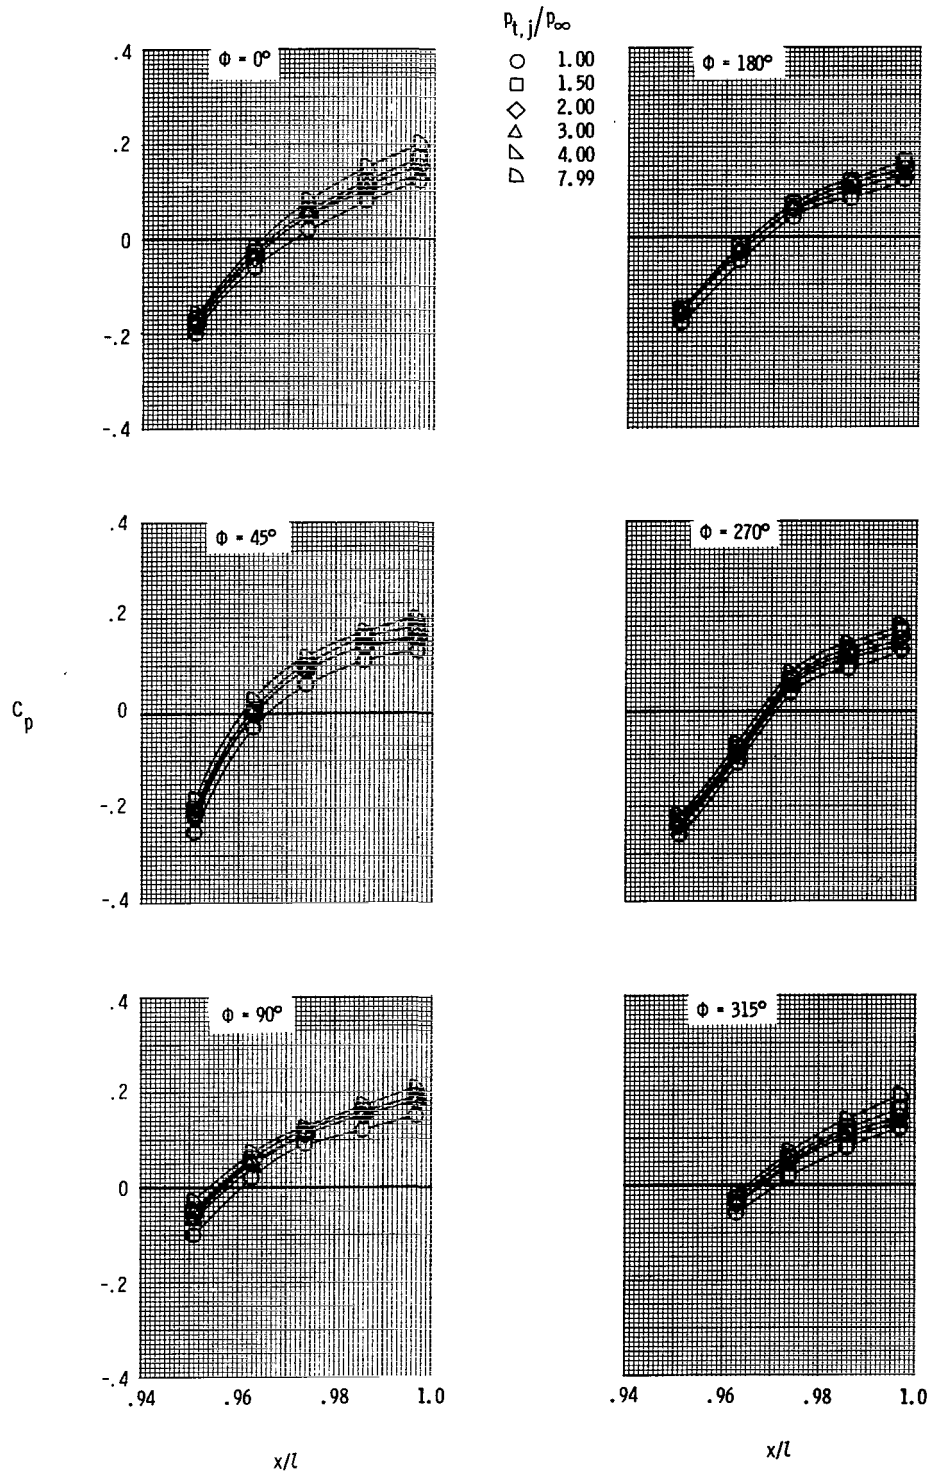 p_t,j/p_∞
1.00
1.50
2.00
3.00
4.00
7.99
Φ = 0°
.4
.2
0
-.2
-.4
Φ = 180°
Φ = 45°
.4
.2
0
-.2
-.4
Φ = 270°
C_p
Φ = 90°
.4
.2
0
-.2
-.4
.94 .96 .98 1.0
x/l
Φ = 315°
.94 .96 .98 1.0
x/l